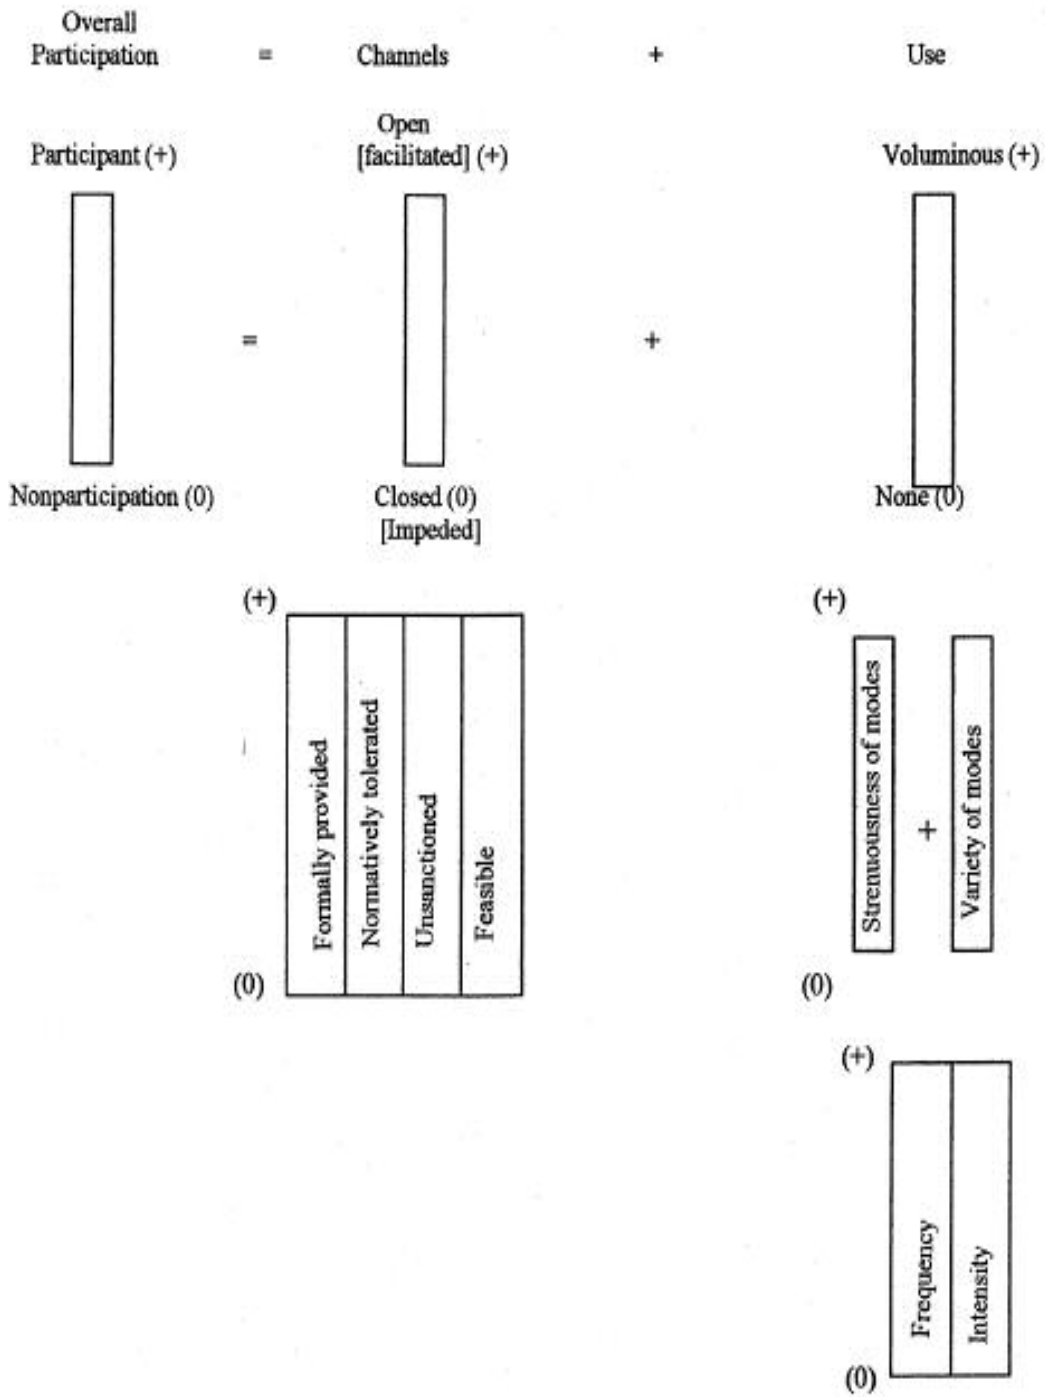 Overall
Participation = Channels + Use
Open
Participant (+) [facilitated] (+) Voluminous (+)
= +
Nonparticipation (0) Closed (0) None (0)
[Impeded]
(+) (+)
Formally provided
Normatively tolerated
Unsanctioned
Feasible
Strenuousness of modes
+
Variety of modes
(0) (0)
(+)
Frequency
Intensity
(0)